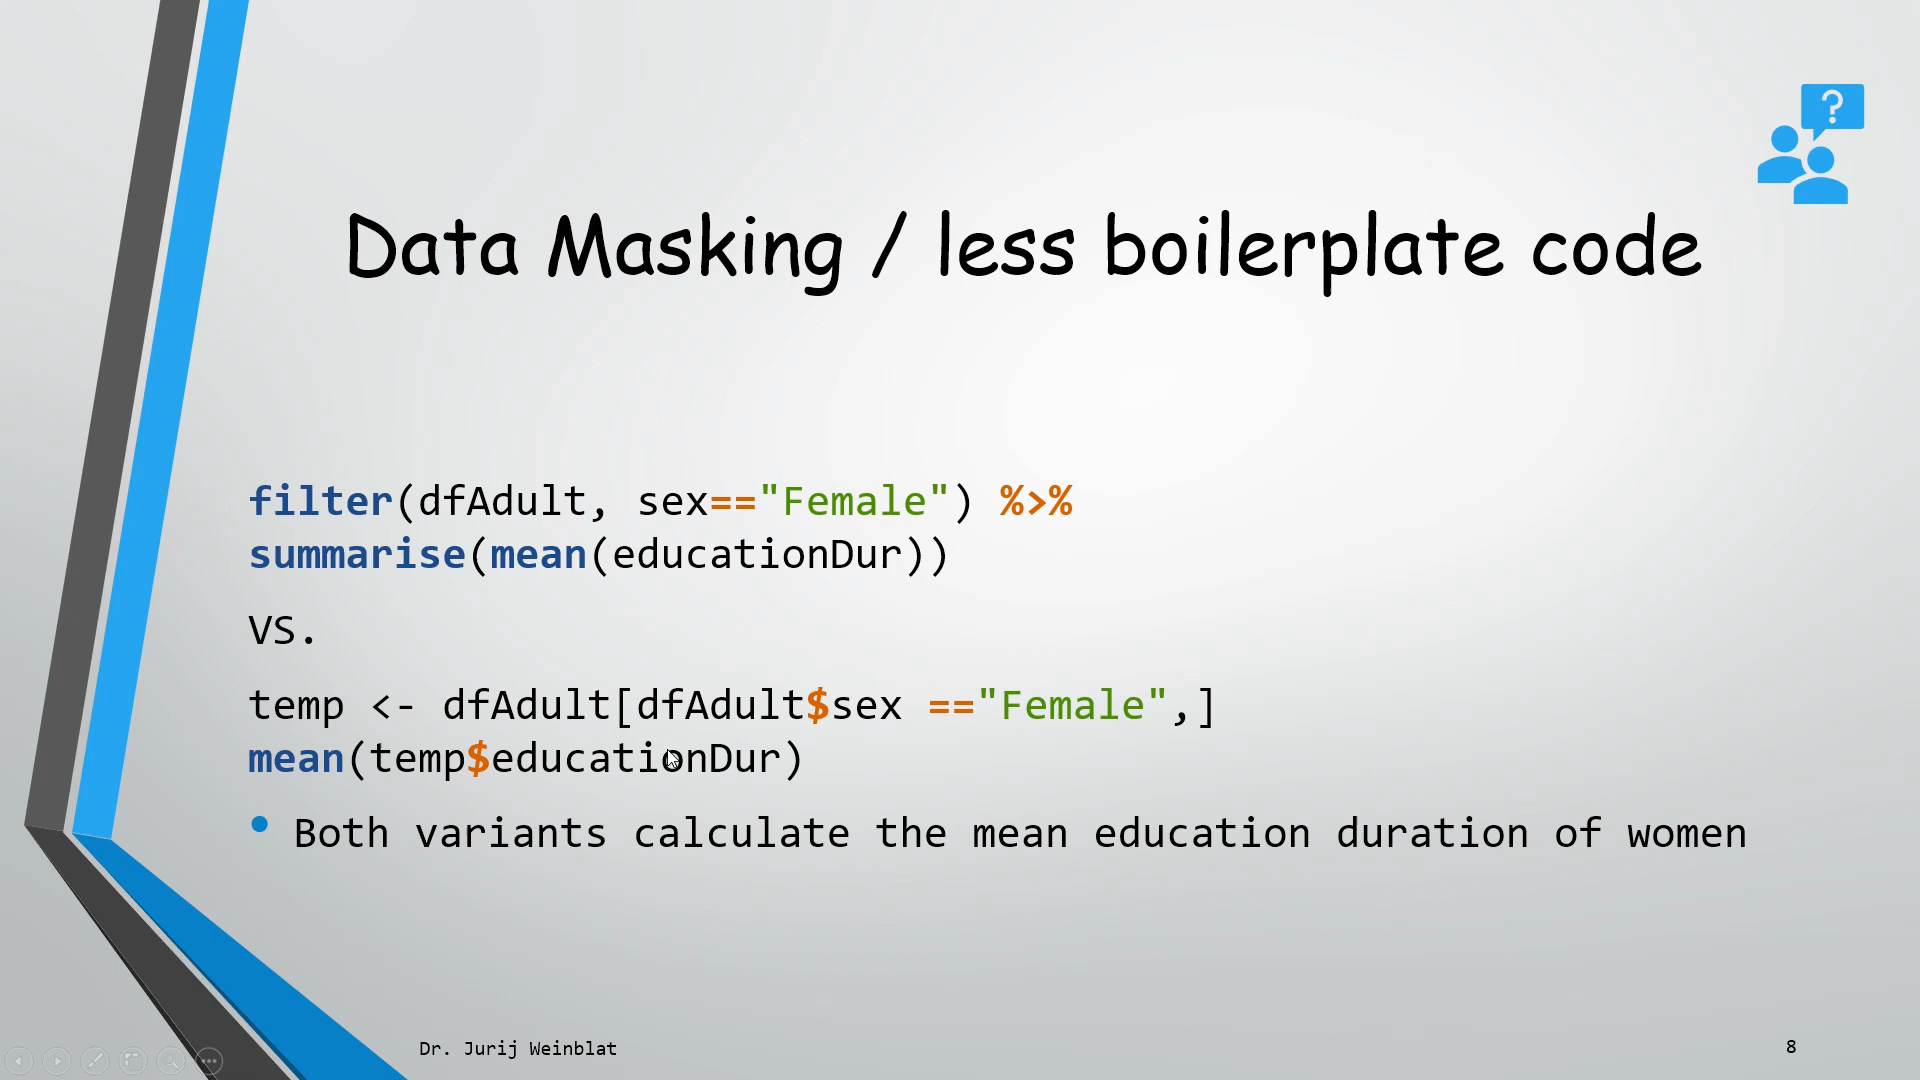 ?
Data Masking / less boilerplate code
filter(dfAdult, sex=="Female") %>%
summarise(mean(educationDur))
VS.
temp <- dfAdult[dfAdult$sex =="Female",]
mean(temp$educationDur)
• Both variants calculate the mean education duration of women
Dr. Jurij Weinblat
8